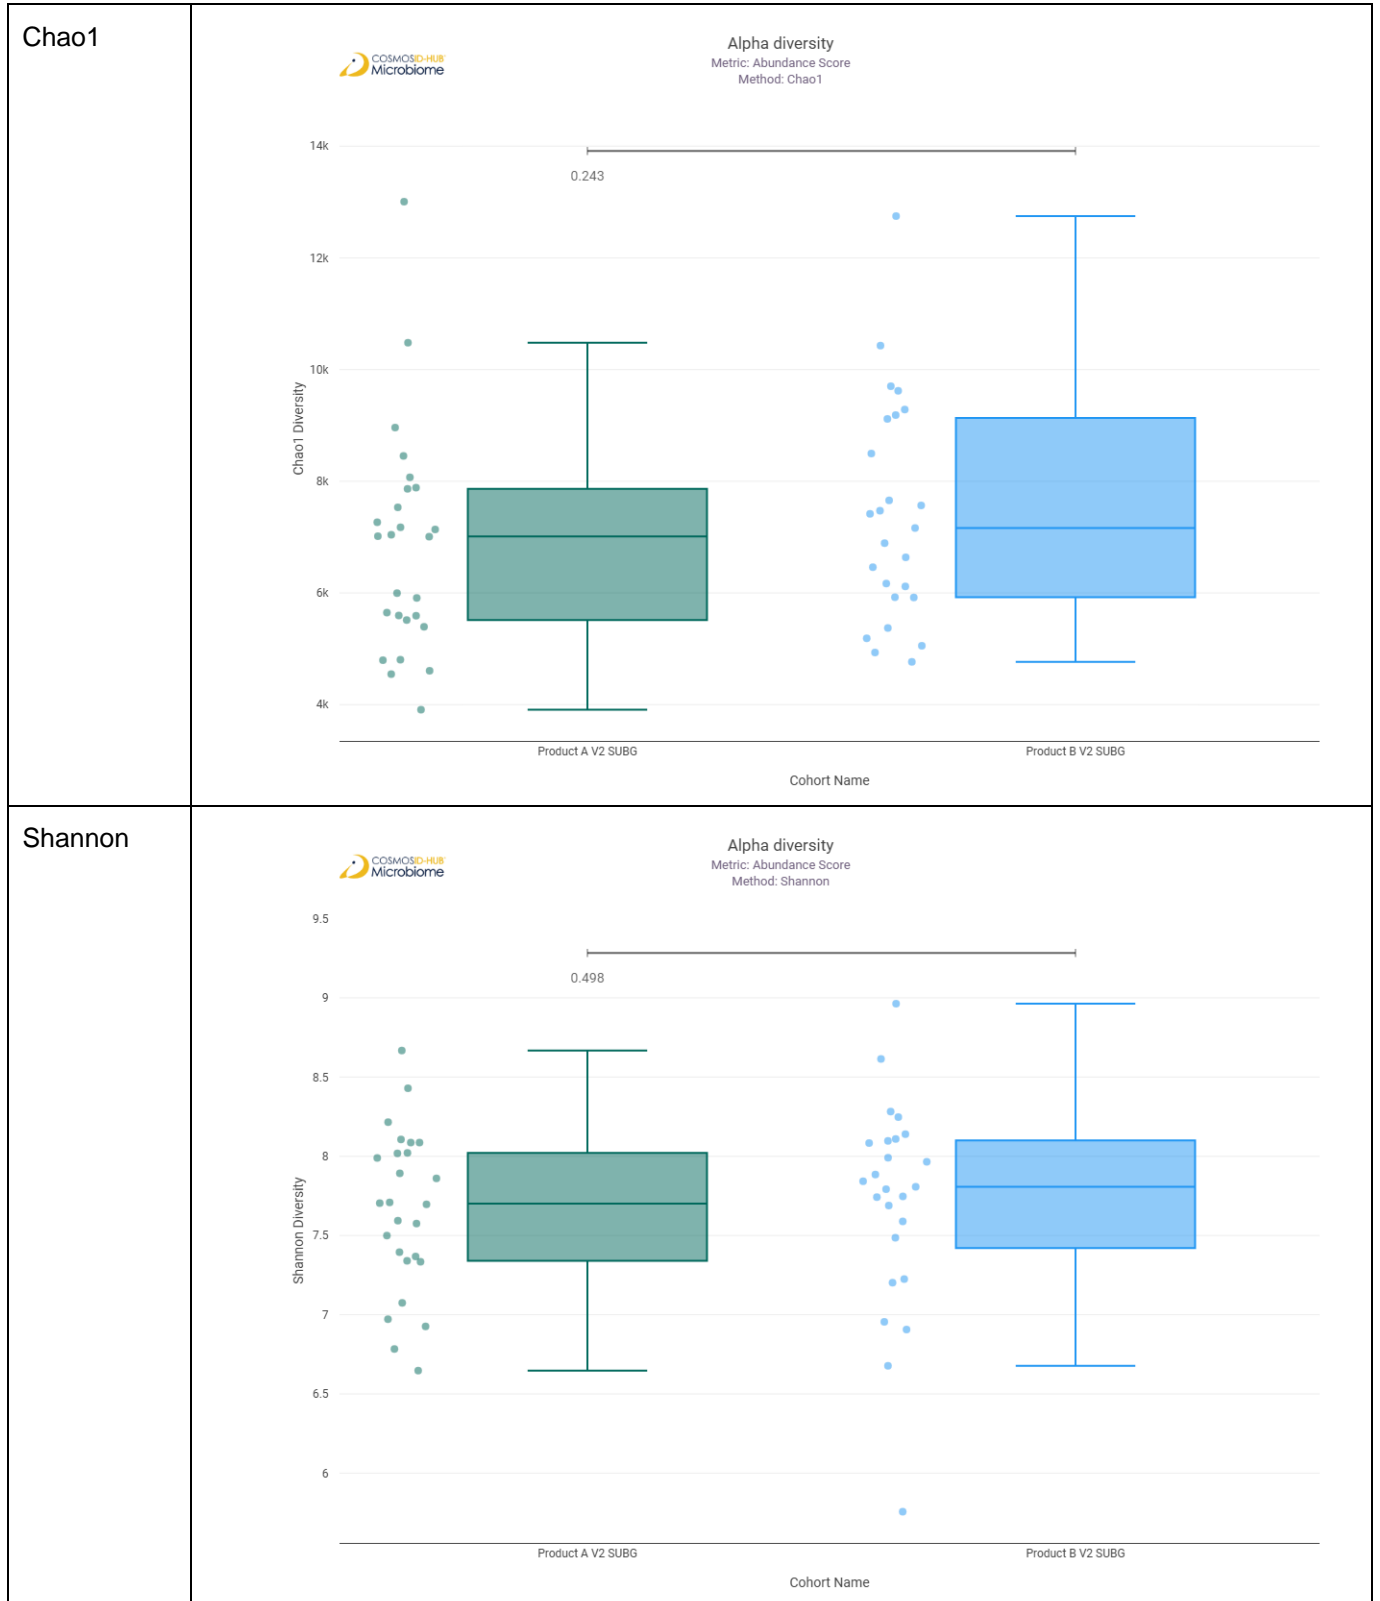 Chao1
COSMOSID-HUB
Microbiome
Alpha diversity
Metric: Abundance Score
Method: Chao1
14k
0.243
12k
10k
8k
6k
4k
Chao1 Diversity
Product A V2 SUBG
Product B V2 SUBG
Cohort Name
Shannon
COSMOSID-HUB
Microbiome
Alpha diversity
Metric: Abundance Score
Method: Shannon
9.5
0.498
9
8.5
8
7.5
7
6.5
6
Shannon Diversity
Product A V2 SUBG
Product B V2 SUBG
Cohort Name